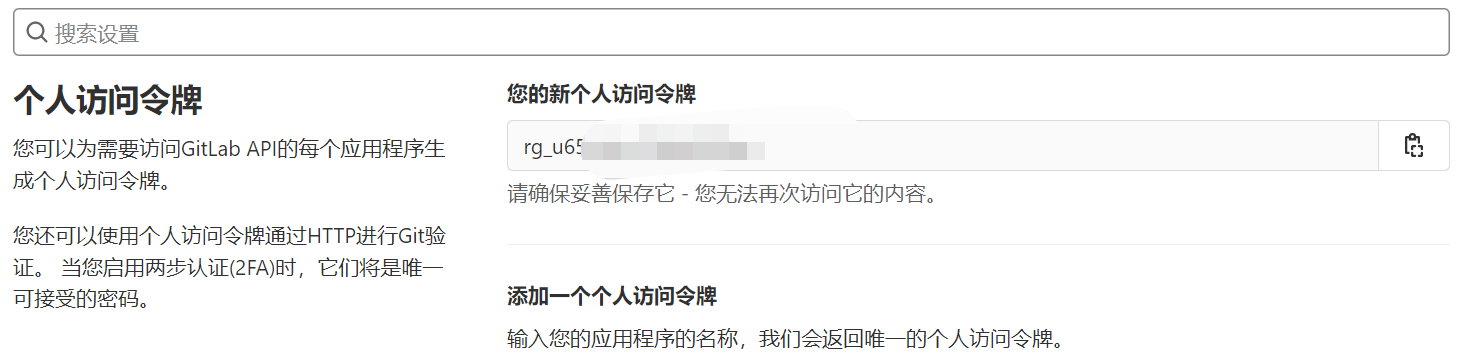 搜索设置
个人访问令牌
您可以为需要访问GitLab API的每个应用程序生
成个人访问令牌。
您还可以使用个人访问令牌通过HTTP进行Git验
证。 当您启用两步认证(2FA)时，它们将是唯一
可接受的密码。
您的新个人访问令牌
rg_u65
请确保妥善保存它 - 您无法再次访问它的内容。
添加一个个人访问令牌
输入您的应用程序的名称，我们会返回唯一的个人访问令牌。